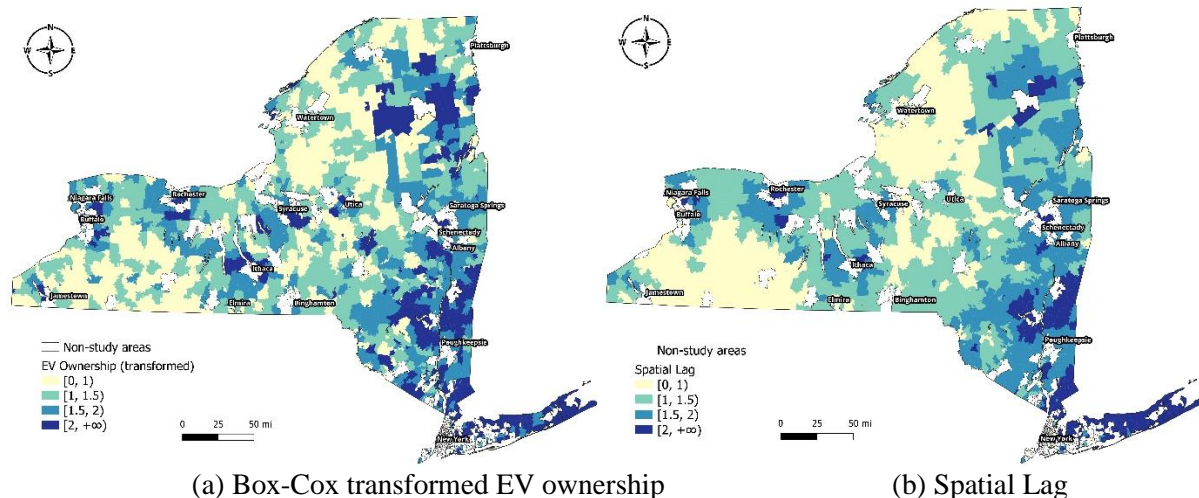 N
W E
S
Plattsburgh
Watertown
Niagara Falls
Rochester
Syracuse
Utica
Saratoga Springs
Buffalo
Schenectady
Albany
Ithaca
Jamestown
Elmira
Binghamton
Poughkeepsie
New York
Non-study areas
EV Ownership (transformed)
[0, 1)
[1, 1.5)
[1.5, 2)
[2, +∞)
0 25 50 mi
(a) Box-Cox transformed EV ownership
N
W E
S
Plattsburgh
Watertown
Niagara Falls
Rochester
Syracuse
Utica
Saratoga Springs
Buffalo
Schenectady
Albany
Ithaca
Jamestown
Elmira
Binghamton
Poughkeepsie
New York
Non-study areas
Spatial Lag
[0, 1)
[1, 1.5)
[1.5, 2)
[2, +∞)
0 25 50 mi
(b) Spatial Lag